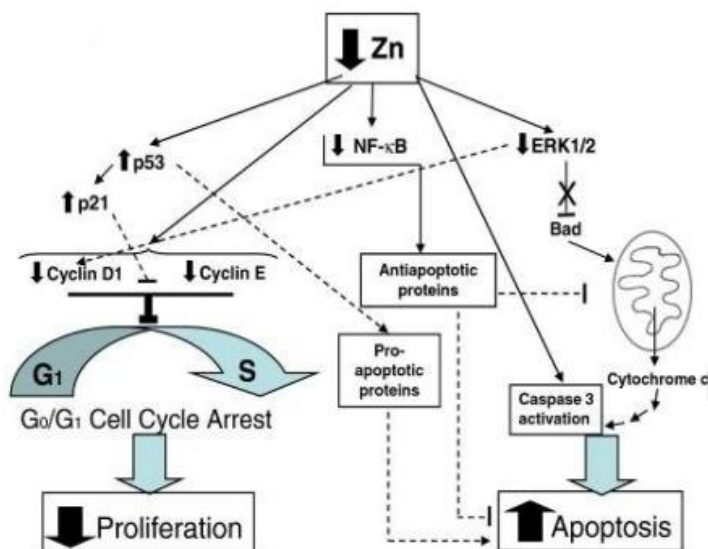 Zn
p53
NF-κB
ERK1/2
p21
Bad
Cyclin D1
Cyclin E
Antiapoptotic
proteins
G1
S
Pro-
apoptotic
proteins
Cytochrome c
Caspase 3
activation
G0/G1 Cell Cycle Arrest
Proliferation
Apoptosis